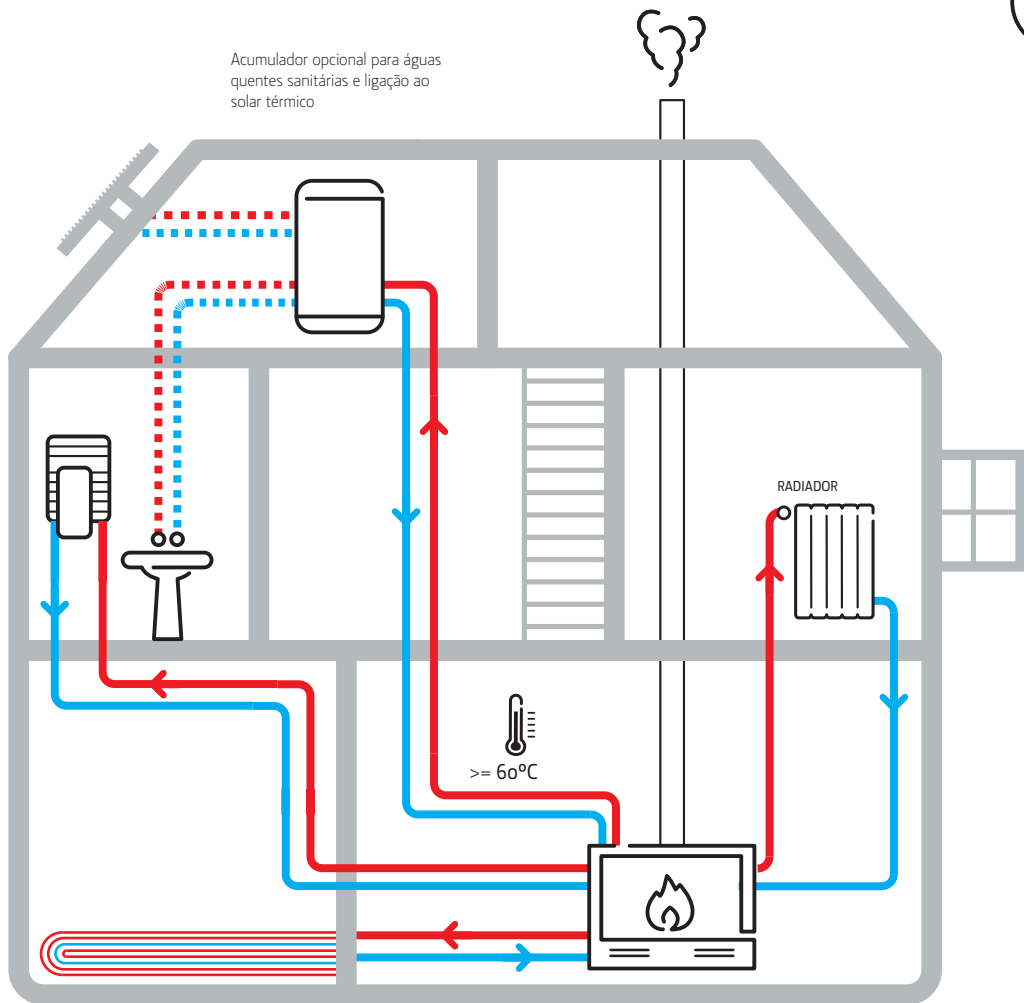 Acumulador opcional para águas
quentes sanitárias e ligação ao
solar térmico
RADIADOR
>= 60ºC